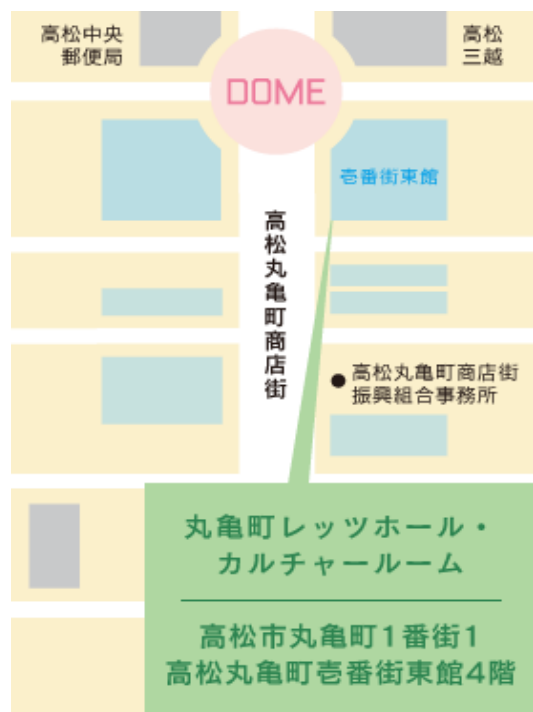 高松中央
郵便局
高松
三越
DOME
壱番街東館
高松丸亀町商店街
高松丸亀町商店街
振興組合事務所
丸亀町レッツホール・
カルチャールーム
高松市丸亀町1番街1
高松丸亀町壱番街東館4階